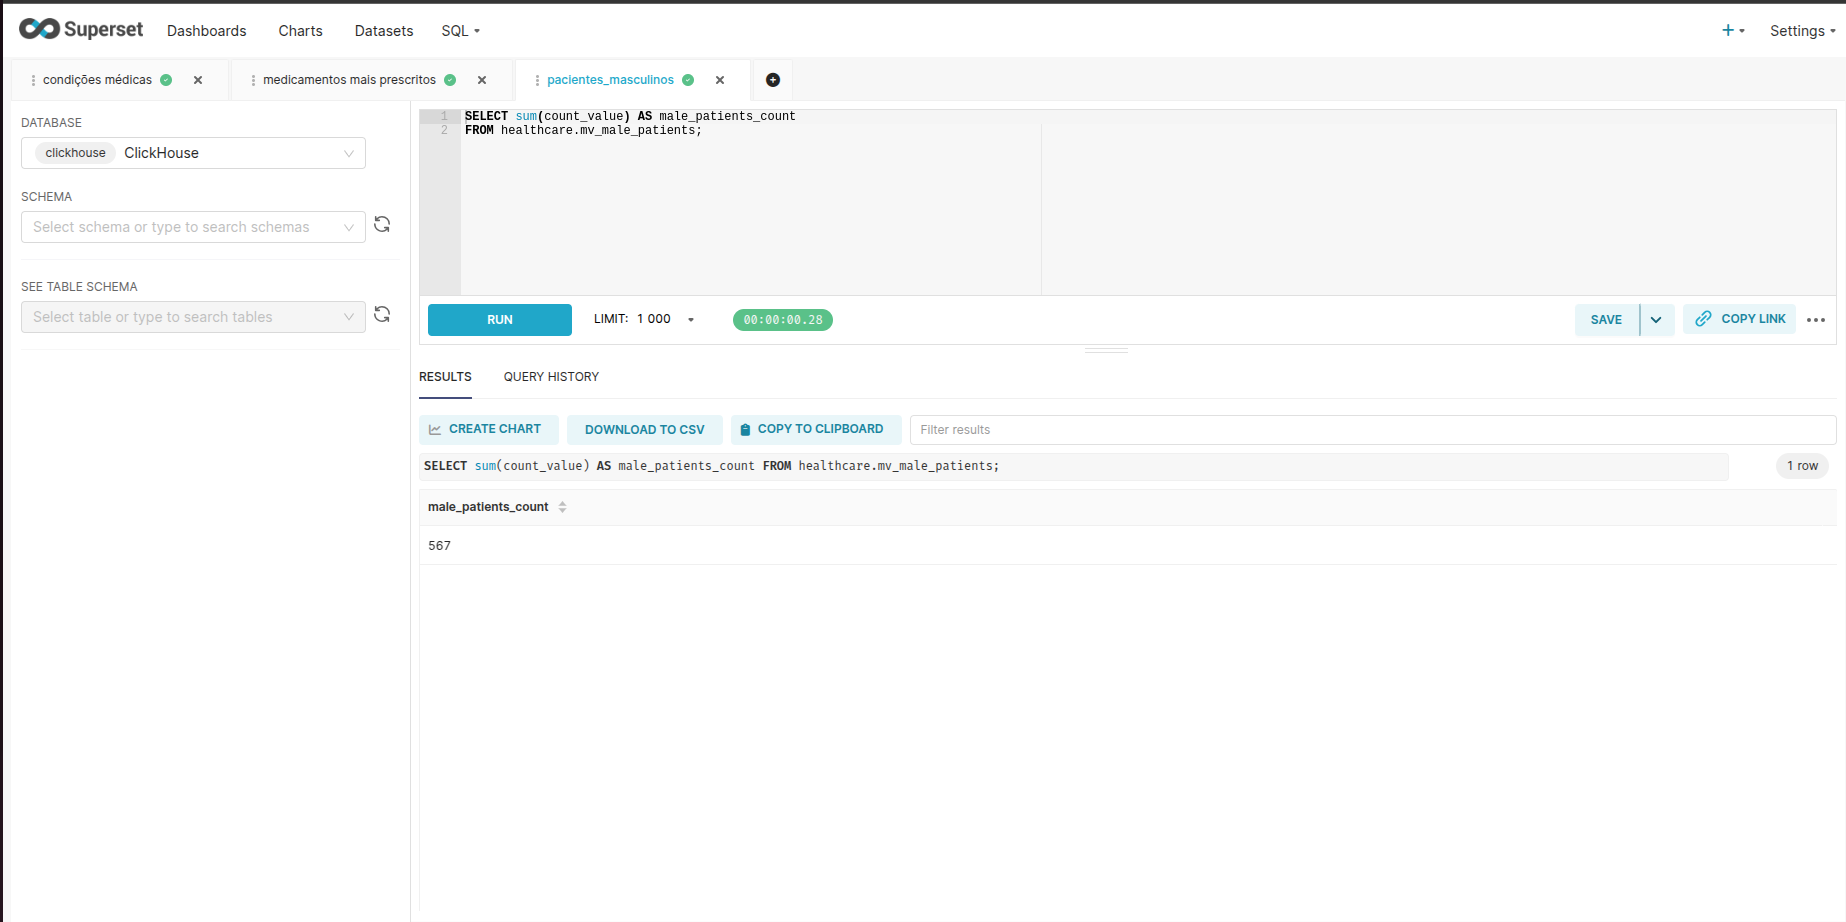 Superset Dashboards Charts Datasets SQL + Settings
condições médicas medicamentos mais prescritos pacientes_masculinos
DATABASE
clickhouse ClickHouse
SCHEMA
Select schema or type to search schemas
SEE TABLE SCHEMA
Select table or type to search tables
1 SELECT sum(count_value) AS male_patients_count
2 FROM healthcare.mv_male_patients;
RUN LIMIT: 1 000 00:00:00.28 SAVE COPY LINK
RESULTS QUERY HISTORY
CREATE CHART DOWNLOAD TO CSV COPY TO CLIPBOARD Filter results
SELECT sum(count_value) AS male_patients_count FROM healthcare.mv_male_patients; 1 row
male_patients_count
567